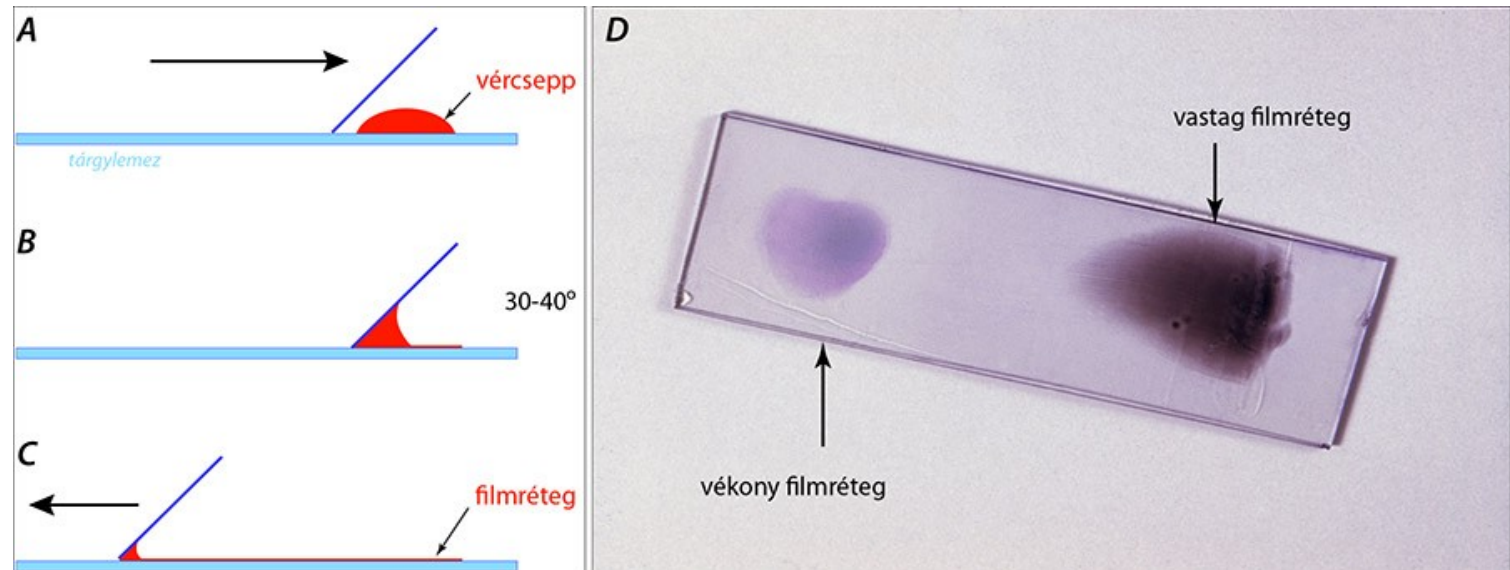 A
vércsepp
tárgylemez
B
30-40°
C
filmréteg
D
vastag filmréteg
vékony filmréteg